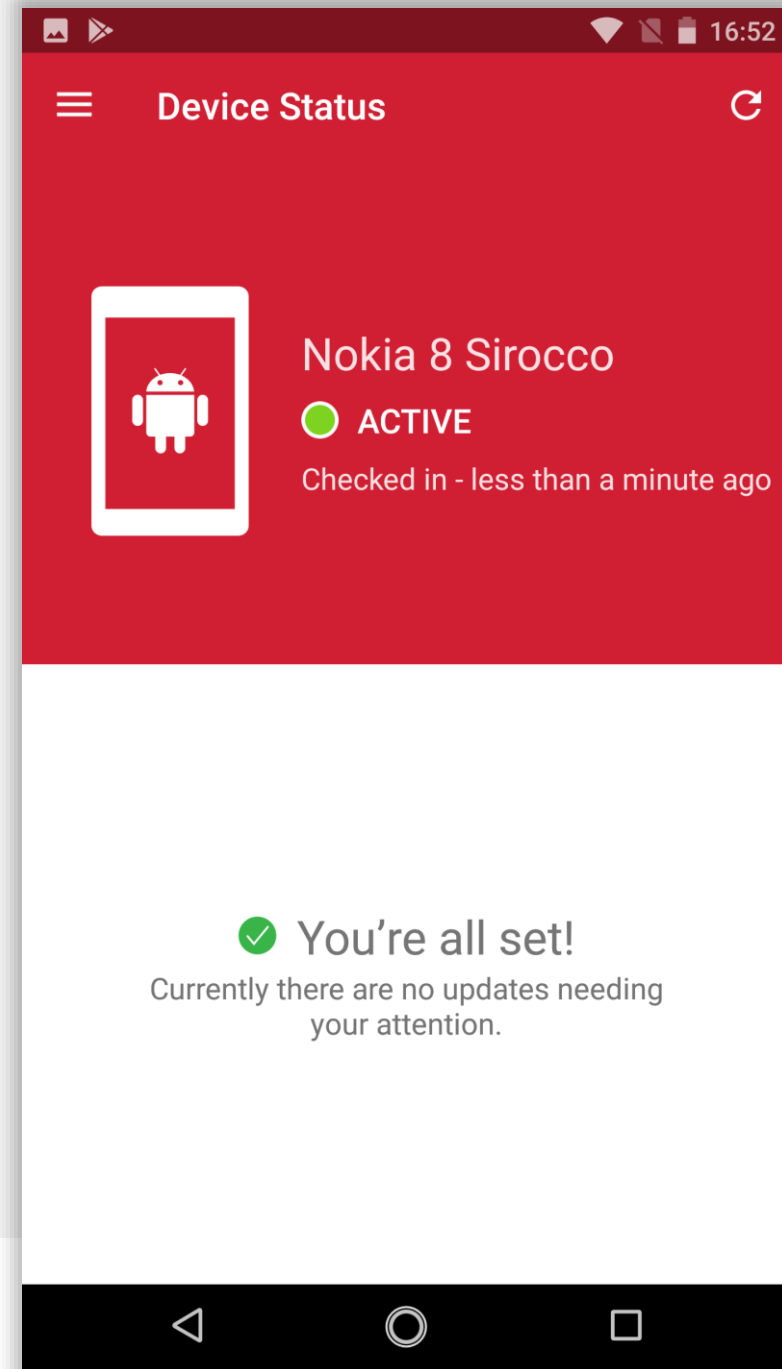 16:52
Device Status
Nokia 8 Sirocco
ACTIVE
Checked in - less than a minute ago
You’re all set!
Currently there are no updates needing
your attention.